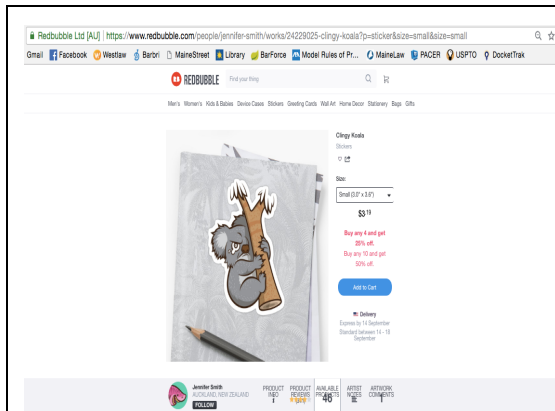 Redbubble Ltd [AU] | https://www.redbubble.com/people/jennifer-smith/works/24229025-clingy-koala?p=sticker&size=small&size=small
Gmail Facebook Westlaw Barbri MaineStreet Library BarForce Model Rules of Pr... MaineLaw PACER USPTO DocketTrak
REDBUBBLE Find your thing
Men's Women's Kids & Babies Device Cases Stickers Greeting Cards Wall Art Home Decor Stationery Bags Gifts
Clingy Koala
Stickers
Size:
Small (3.0" x 3.6")
$3.19
Buy any 4 and get
25% off.
Buy any 10 and get
50% off.
Add to Cart
Delivery
Express by 14 September
Standard between 14 - 18
September
Jennifer Smith
AUCKLAND, NEW ZEALAND
FOLLOW
PRODUCT INFO
PRODUCT REVIEWS
AVAILABLE PRODUCTS
46
ARTIST NOTES
ARTWORK COMMENTS